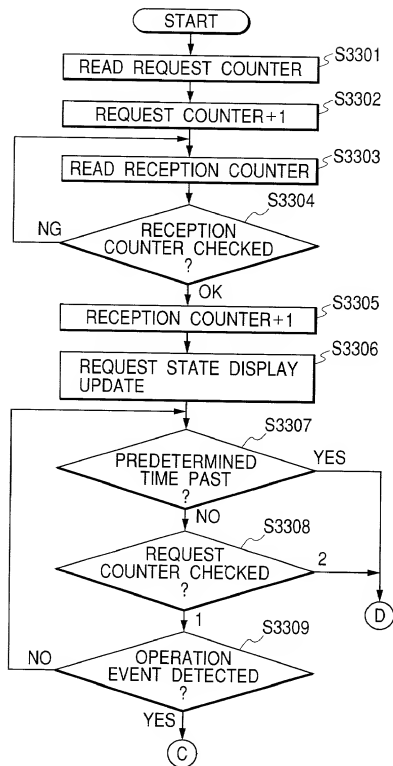 START
S3301
READ REQUEST COUNTER
S3302
REQUEST COUNTER+1
S3303
READ RECEPTION COUNTER
S3304
NG
RECEPTION
COUNTER CHECKED
?
OK
S3305
RECEPTION COUNTER+1
S3306
REQUEST STATE DISPLAY
UPDATE
S3307
PREDETERMINED
TIME PAST
?
YES
NO
S3308
REQUEST
COUNTER CHECKED
?
2
D
1
S3309
NO
OPERATION
EVENT DETECTED
?
YES
C